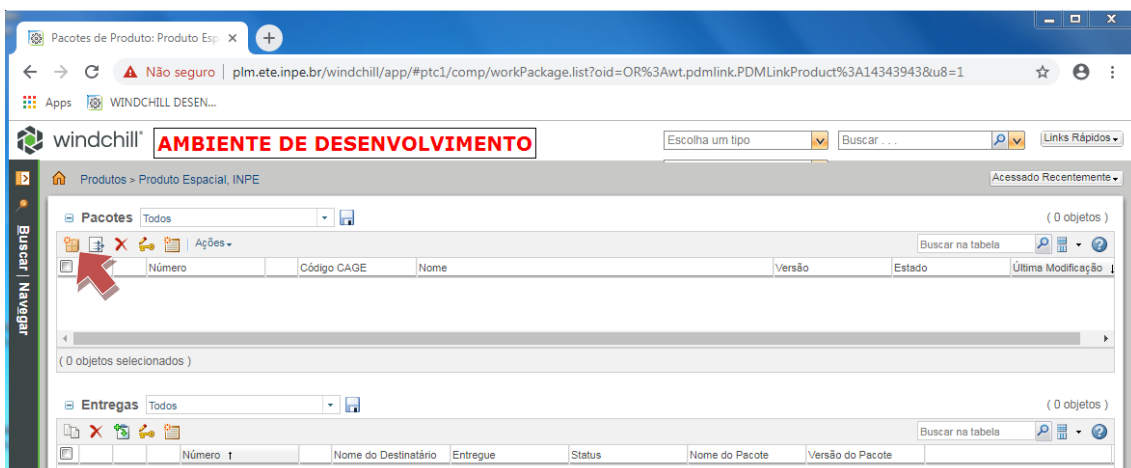 Pacotes de Produto: Produto Esp
Não seguro | plm.ete.inpe.br/windchill/app/#ptc1/comp/workPackage.list?oid=OR%3Awt.pdmlink.PDMLinkProduct%3A14343943&u8=1
Apps WINDCHILL DESEN...
windchill AMBIENTE DE DESENVOLVIMENTO Escolha um tipo Buscar . . . Links Rápidos
Produtos > Produto Espacial, INPE Acessado Recentemente
Buscar | Navegar
Pacotes Todos ( 0 objetos )
Ações Buscar na tabela
Número Código CAGE Nome Versão Estado Última Modificação
( 0 objetos selecionados )
Entregas Todos ( 0 objetos )
Buscar na tabela
Número Nome do Destinatário Entregue Status Nome do Pacote Versão do Pacote